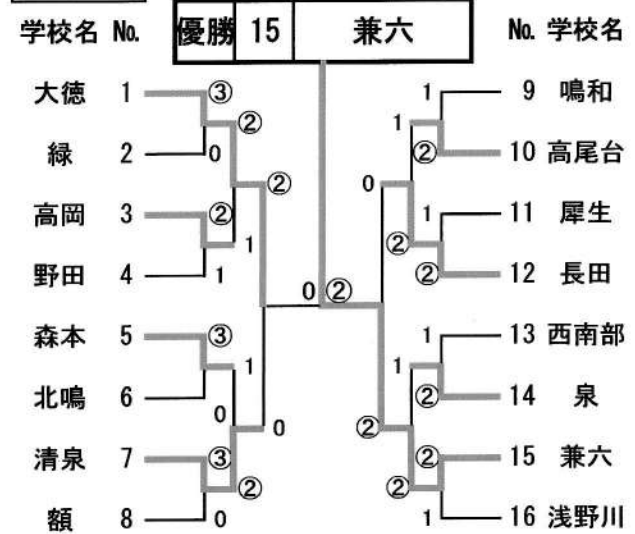 学校名 No. 優勝 15 兼六 No. 学校名
大徳 1 ③ 1 9 鳴和
② 1
緑 2 0 ② 10 高尾台
② 0
高岡 3 ② 1 11 犀生
1 ②
野田 4 1 ② 12 長田
0 ②
森本 5 ③ 1 13 西南部
1 1
北鳴 6 0 ② 14 泉
0 ②
清泉 7 ③ ② 15 兼六
② ②
額 8 0 1 16 浅野川